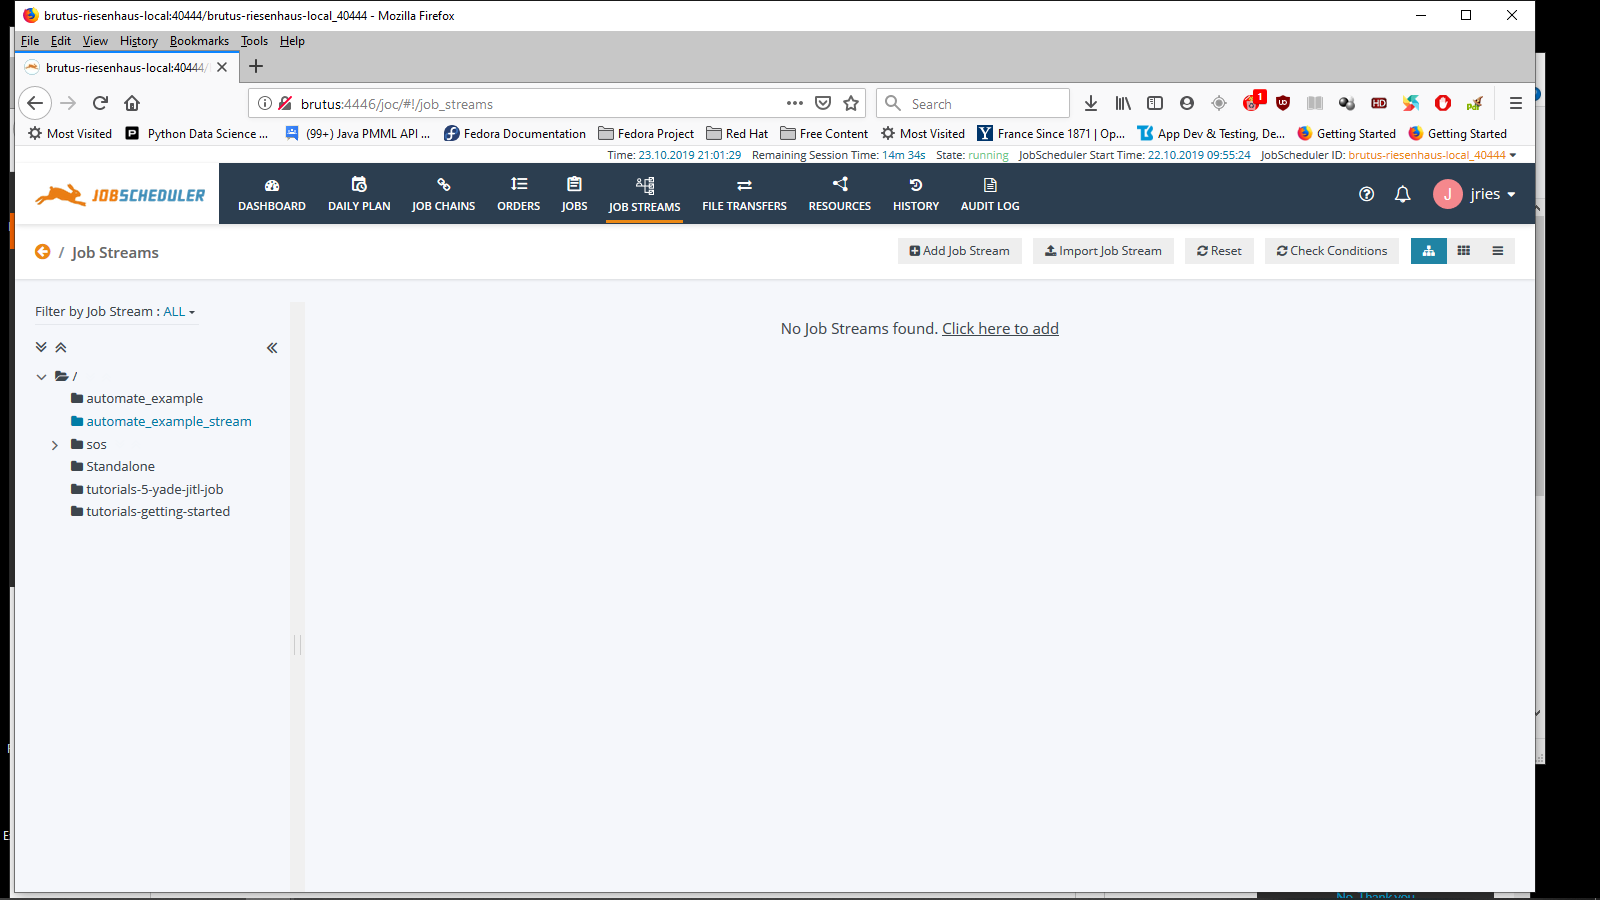 brutus-riesenhaus-local:40444/brutus-riesenhaus-local_40444 - Mozilla Firefox
File Edit View History Bookmarks Tools Help
brutus-riesenhaus-local:40444/
brutus:4446/joc/#!/job_streams
Search
1
HD
Most Visited Python Data Science ... (99+) Java PMML API ... Fedora Documentation Fedora Project Red Hat Free Content Most Visited France Since 1871 | Op... App Dev & Testing, De... Getting Started Getting Started
Time: 23.10.2019 21:01:29 Remaining Session Time: 14m 34s State: running JobScheduler Start Time: 22.10.2019 09:55:24 JobScheduler ID: brutus-riesenhaus-local_40444
JOBSCHEDULER
DASHBOARD DAILY PLAN JOB CHAINS ORDERS JOBS JOB STREAMS FILE TRANSFERS RESOURCES HISTORY AUDIT LOG
J jries
/ Job Streams
Add Job Stream Import Job Stream Reset Check Conditions
Filter by Job Stream : ALL
No Job Streams found. Click here to add
/
automate_example
automate_example_stream
sos
Standalone
tutorials-5-yade-jitl-job
tutorials-getting-started
No, Thank you